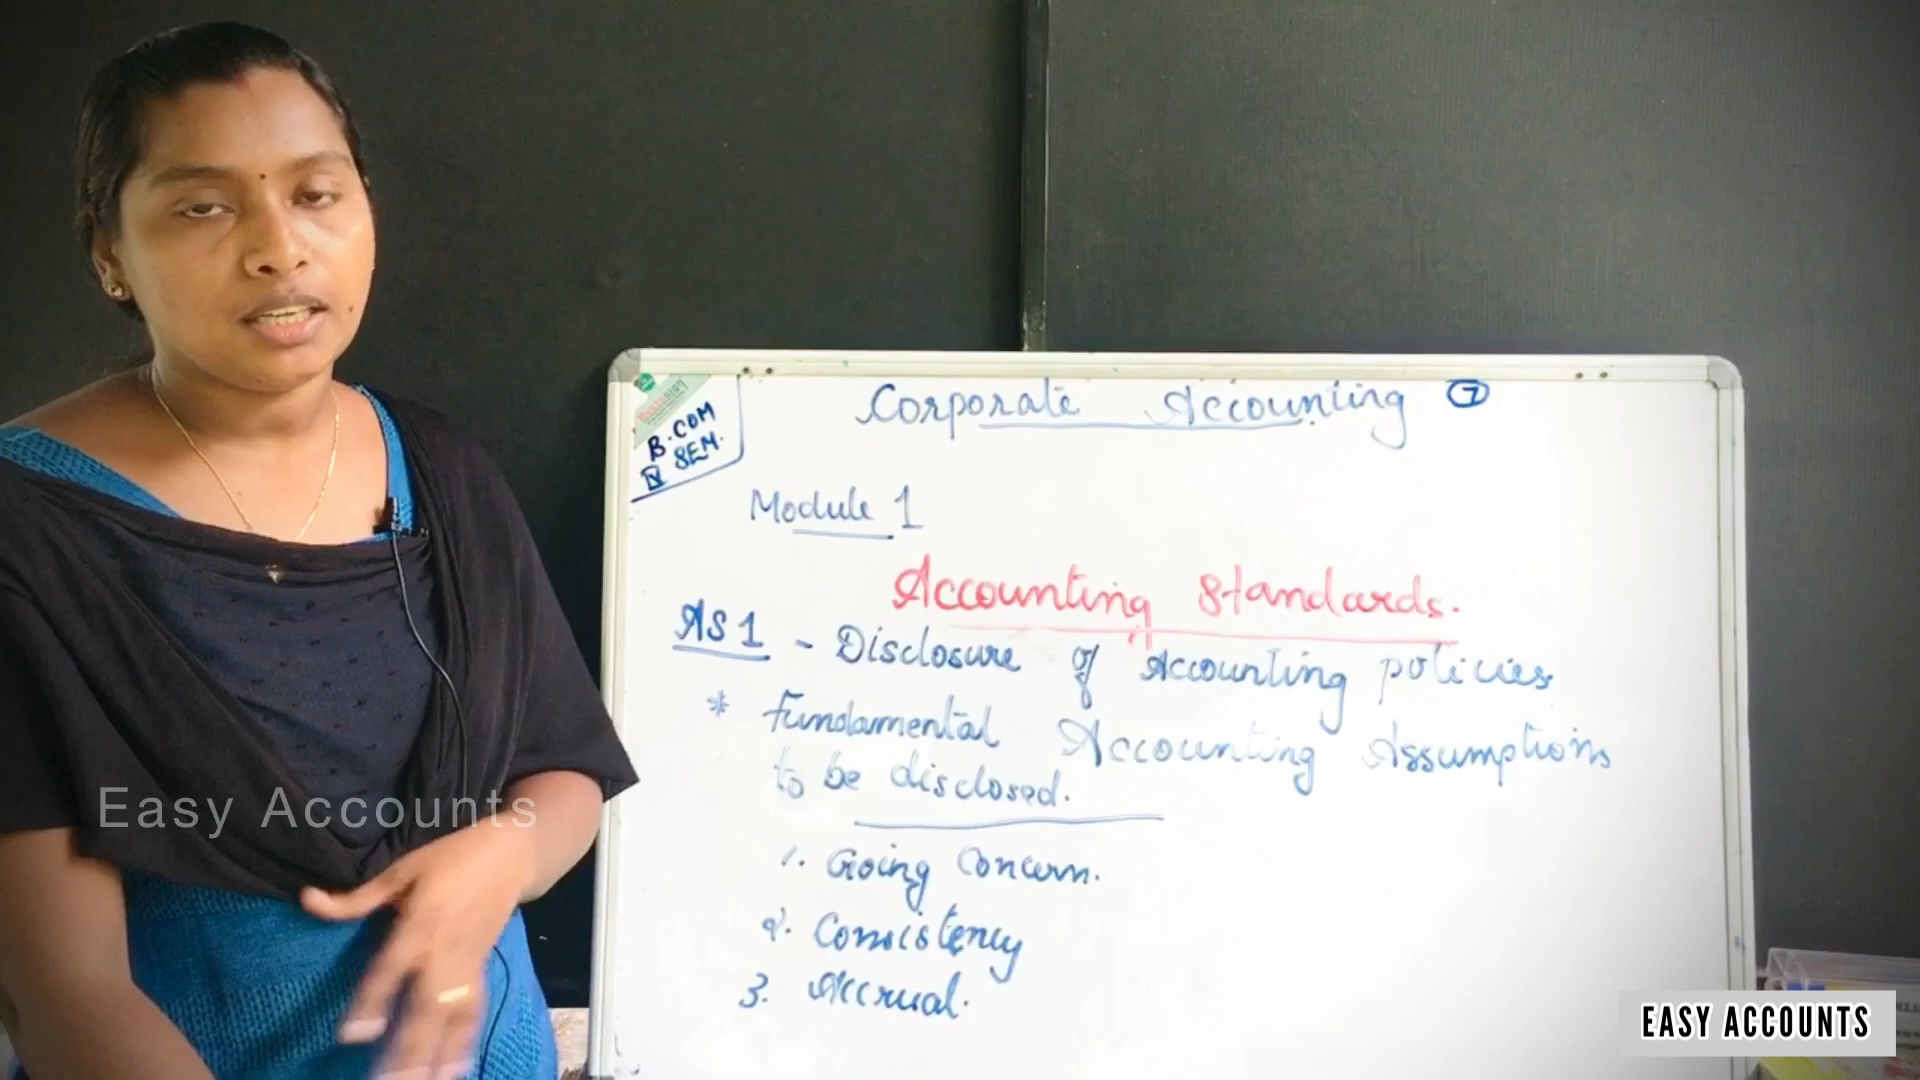 Corporate Accounting 7
B.COM
IV SEM.
Module 1
Accounting Standards.
AS 1 - Disclosure of Accounting policies
* Fundamental Accounting Assumptions
to be disclosed.
1. Going Concern.
2. Consistency
3. Accrual.
Easy Accounts
EASY ACCOUNTS